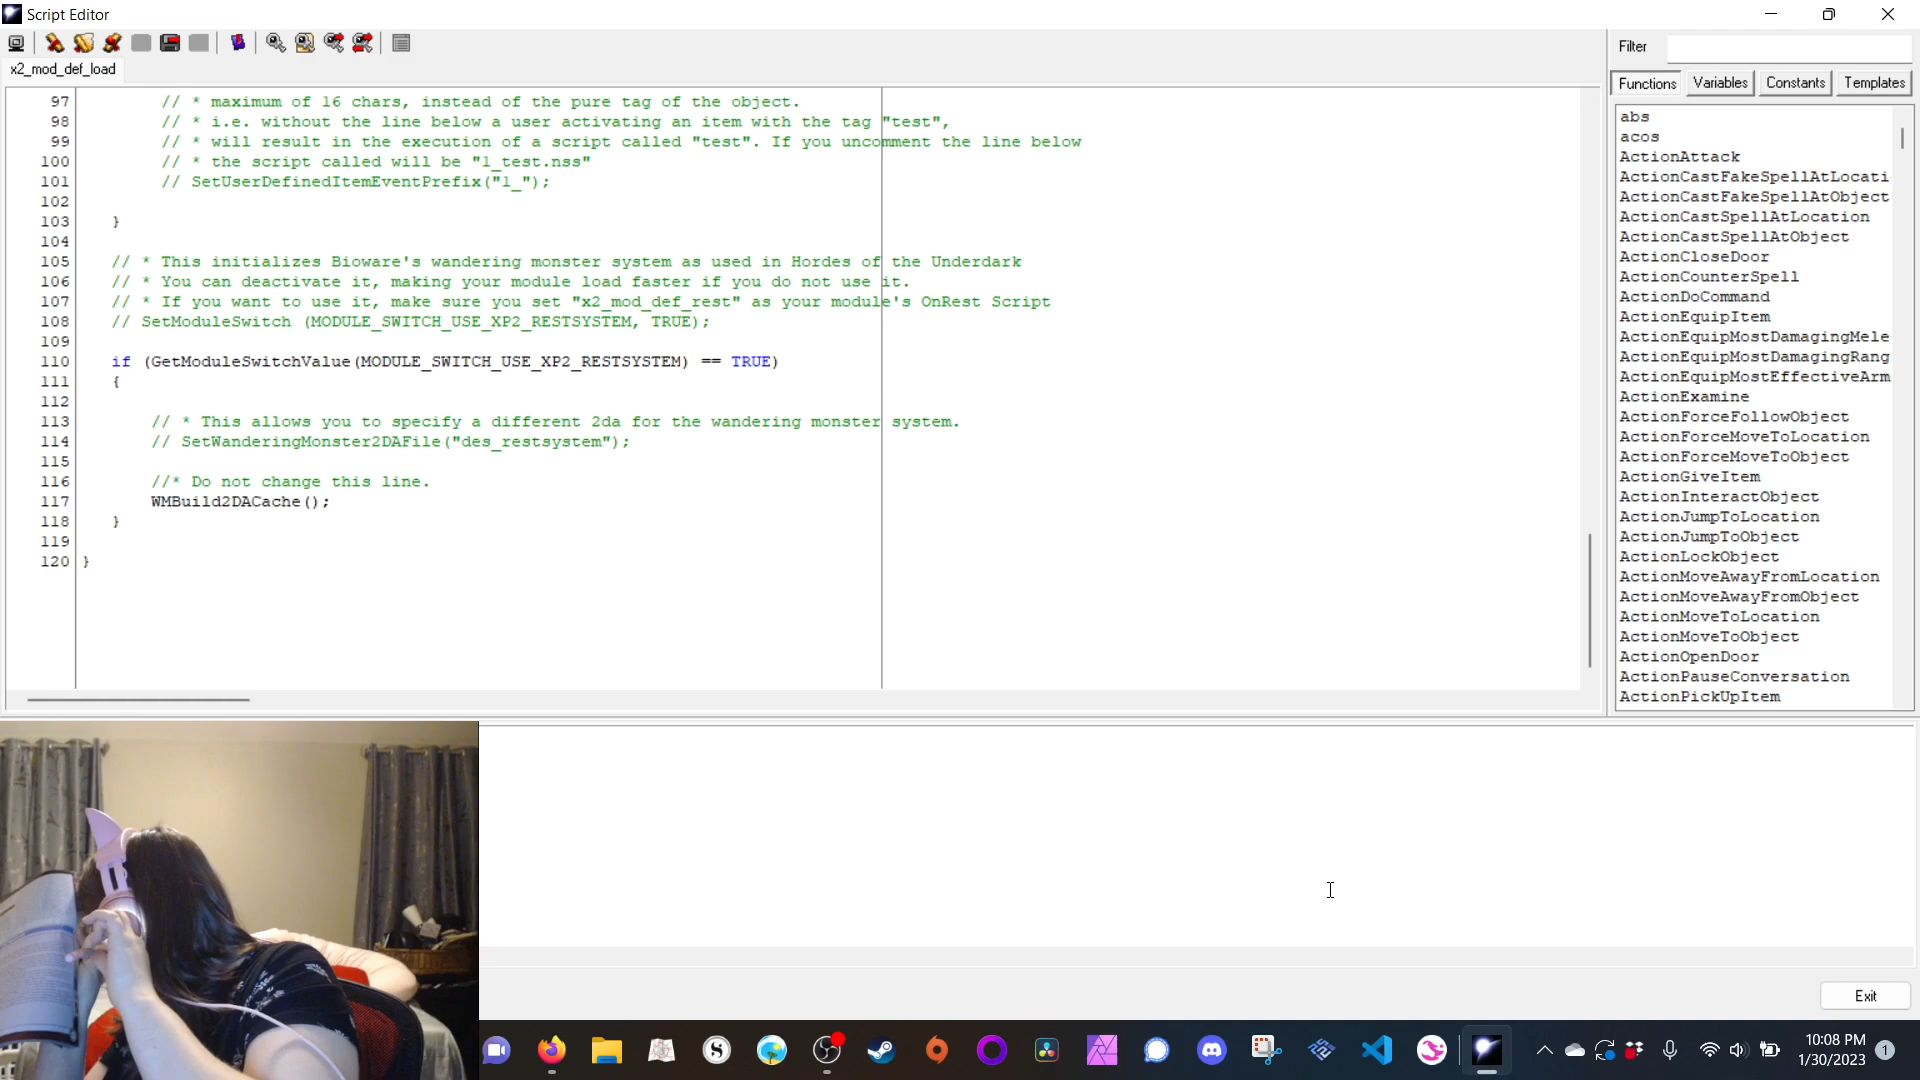 Script Editor
x2_mod_def_load
Filter
Functions Variables Constants Templates
97 // * maximum of 16 chars, instead of the pure tag of the object.
98 // * i.e. without the line below a user activating an item with the tag "test",
99 // * will result in the execution of a script called "test". If you uncomment the line below
100 // * the script called will be "1_test.nss"
101 // SetUserDefinedItemEventPrefix("1_");
102
103 }
104
105 // * This initializes Bioware's wandering monster system as used in Hordes of the Underdark
106 // * You can deactivate it, making your module load faster if you do not use it.
107 // * If you want to use it, make sure you set "x2_mod_def_rest" as your module's OnRest Script
108 // SetModuleSwitch (MODULE_SWITCH_USE_XP2_RESTSYSTEM, TRUE);
109
110 if (GetModuleSwitchValue(MODULE_SWITCH_USE_XP2_RESTSYSTEM) == TRUE)
111 {
112
113 // * This allows you to specify a different 2da for the wandering monster system.
114 // SetWanderingMonster2DAFile("des_restsystem");
115
116 //* Do not change this line.
117 WMBuild2DACache();
118 }
119
120 }
abs
acos
ActionAttack
ActionCastFakeSpellAtLocati
ActionCastFakeSpellAtObject
ActionCastSpellAtLocation
ActionCastSpellAtObject
ActionCloseDoor
ActionCounterSpell
ActionDoCommand
ActionEquipItem
ActionEquipMostDamagingMele
ActionEquipMostDamagingRang
ActionEquipMostEffectiveArm
ActionExamine
ActionForceFollowObject
ActionForceMoveToLocation
ActionForceMoveToObject
ActionGiveItem
ActionInteractObject
ActionJumpToLocation
ActionJumpToObject
ActionLockObject
ActionMoveAwayFromLocation
ActionMoveAwayFromObject
ActionMoveToLocation
ActionMoveToObject
ActionOpenDoor
ActionPauseConversation
ActionPickUpItem
Exit
10:08 PM
1/30/2023
1